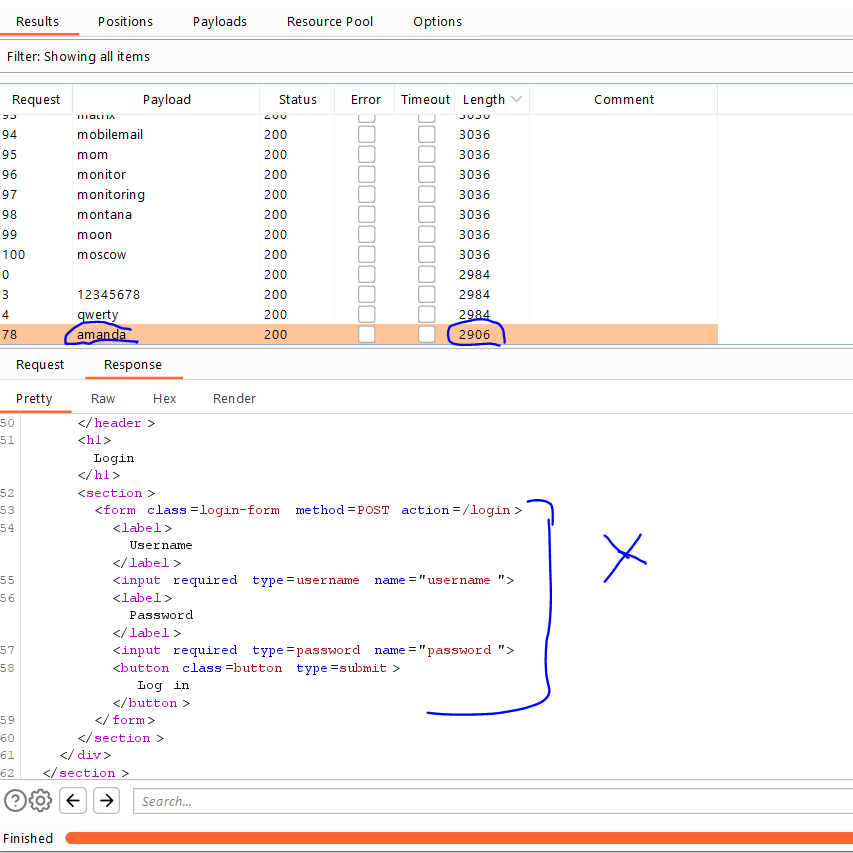 Results Positions Payloads Resource Pool Options
Filter: Showing all items
Request Payload Status Error Timeout Length Comment
93 matrix 200 3036
94 mobilemail 200 3036
95 mom 200 3036
96 monitor 200 3036
97 monitoring 200 3036
98 montana 200 3036
99 moon 200 3036
100 moscow 200 3036
0 200 2984
3 12345678 200 2984
4 qwerty 200 2984
78 amanda 200 2906
Request Response
Pretty Raw Hex Render
50 </header >
51 <h1>
Login
</h1>
52 <section >
53 <form class=login-form method=POST action=/login >
54 <label>
Username
</label>
55 <input required type=username name="username ">
56 <label>
Password
</label>
57 <input required type=password name="password ">
58 <button class=button type=submit >
Log in
</button >
59 </form>
60 </section >
61 </div>
62 </section >
Search...
Finished